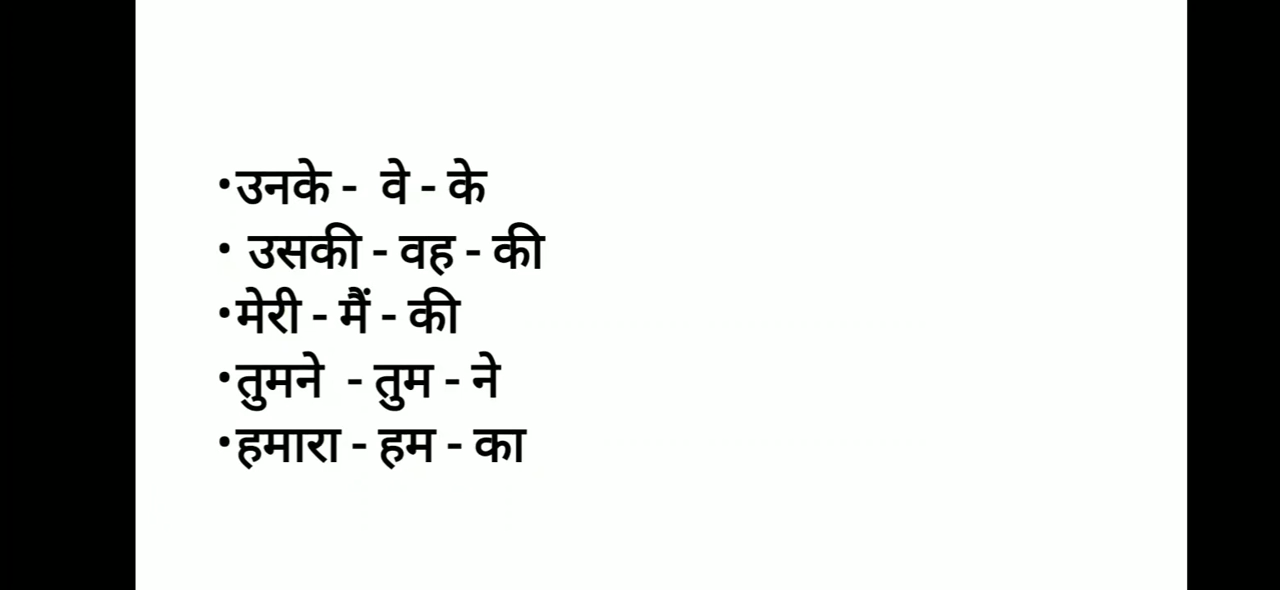 •उनके - वे - के
• उसकी - वह - की
•मेरी - मैं - की
•तुमने - तुम - ने
•हमारा - हम - का